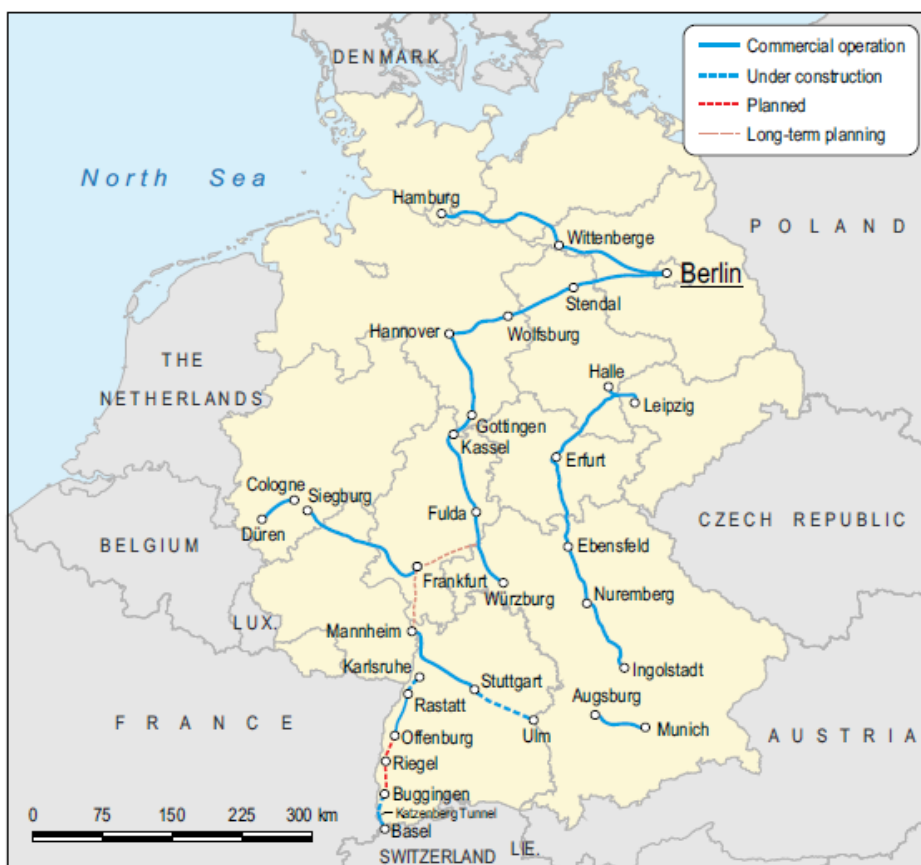 DENMARK
Commercial operation
Under construction
Planned
Long-term planning
North Sea
POLAND
Hamburg
Wittenberge
Berlin
Stendal
Wolfsburg
Hannover
THE
NETHERLANDS
Halle
Leipzig
Göttingen
Kassel
Erfurt
Cologne
Siegburg
Düren
Fulda
CZECH REPUBLIC
BELGIUM
Ebensfeld
Frankfurt
Würzburg
Nuremberg
LUX.
Mannheim
Karlsruhe
Stuttgart
Ingolstadt
Rastatt
Augsburg
FRANCE
Offenburg
Ulm
Munich
AUSTRIA
Riegel
Buggingen
0 75 150 225 300 km
Katzenberg Tunnel
Basel
SWITZERLAND
LIE.